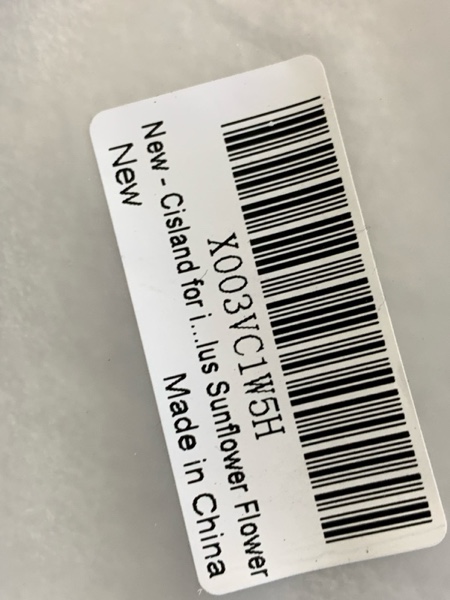 X003VC1W5H
New - Cisland for i...lus Sunflower Flower
New
Made in China